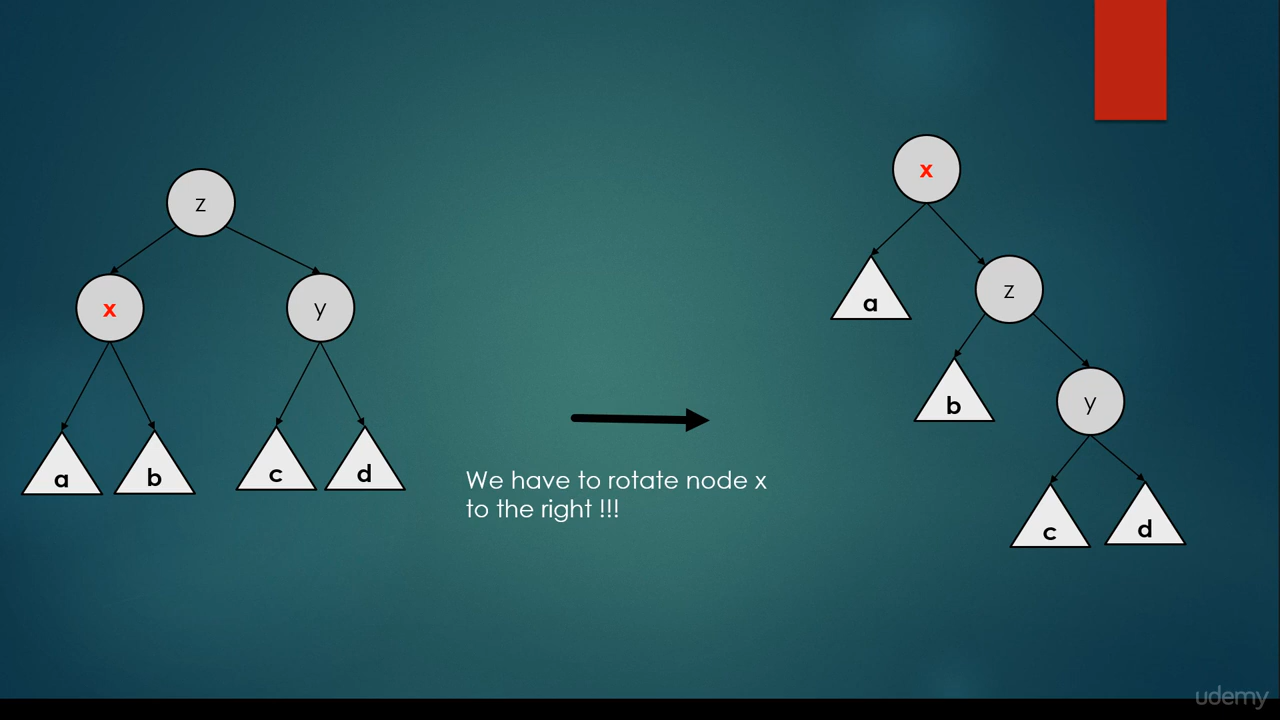 x
z
x
y
a
z
b
y
a
b
c
d
c
d
We have to rotate node x
to the right !!!
udemy